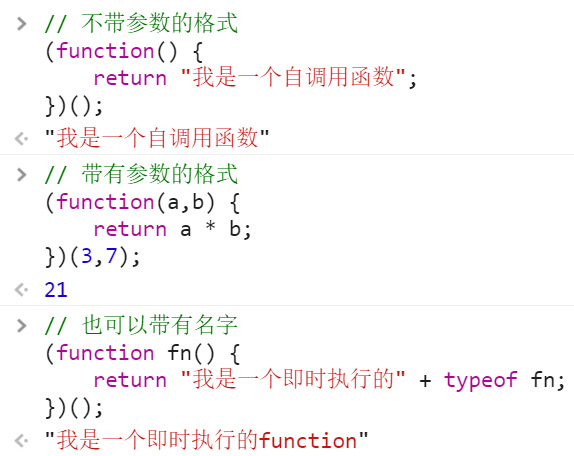 // 不带参数的格式
(function() {
    return "我是一个自调用函数";
})();
"我是一个自调用函数"
// 带有参数的格式
(function(a,b) {
    return a * b;
})(3,7);
21
// 也可以带有名字
(function fn() {
    return "我是一个即时执行的" + typeof fn;
})();
"我是一个即时执行的function"